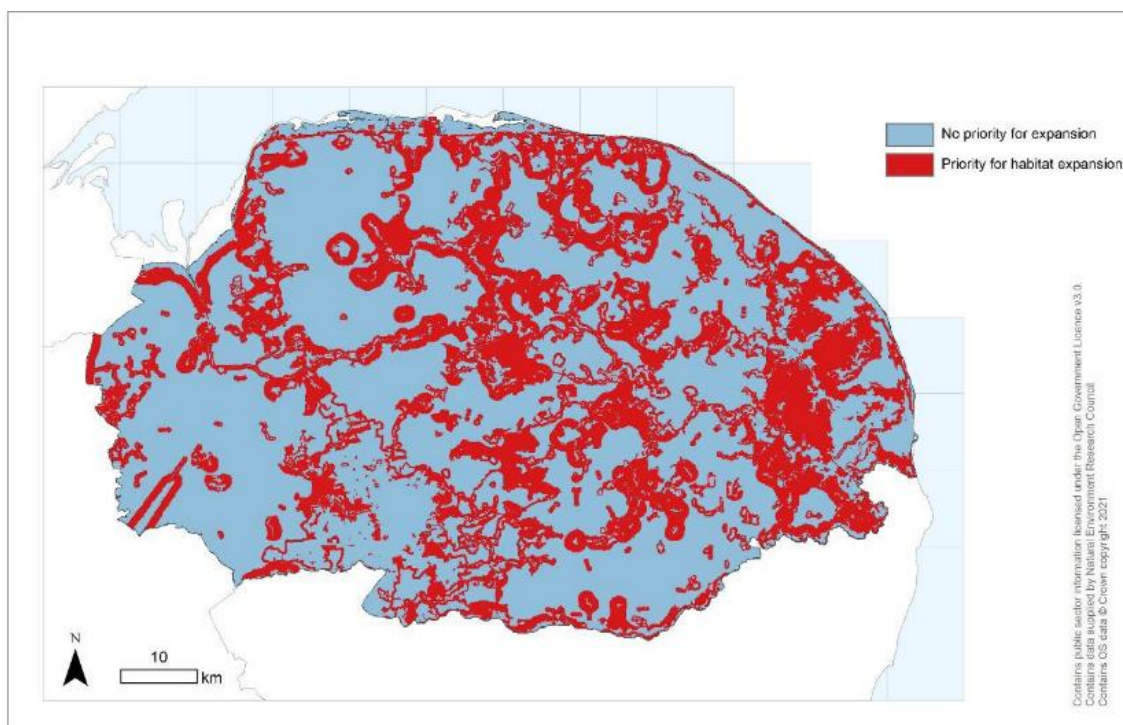 No priority for expansion
Priority for habitat expansion
N
10
km
Contains public sector information licensed under the Open Government Licence v3.0.
Contains data supplied by Natural Environment Research Council
Contains OS data © Crown copyright 2021